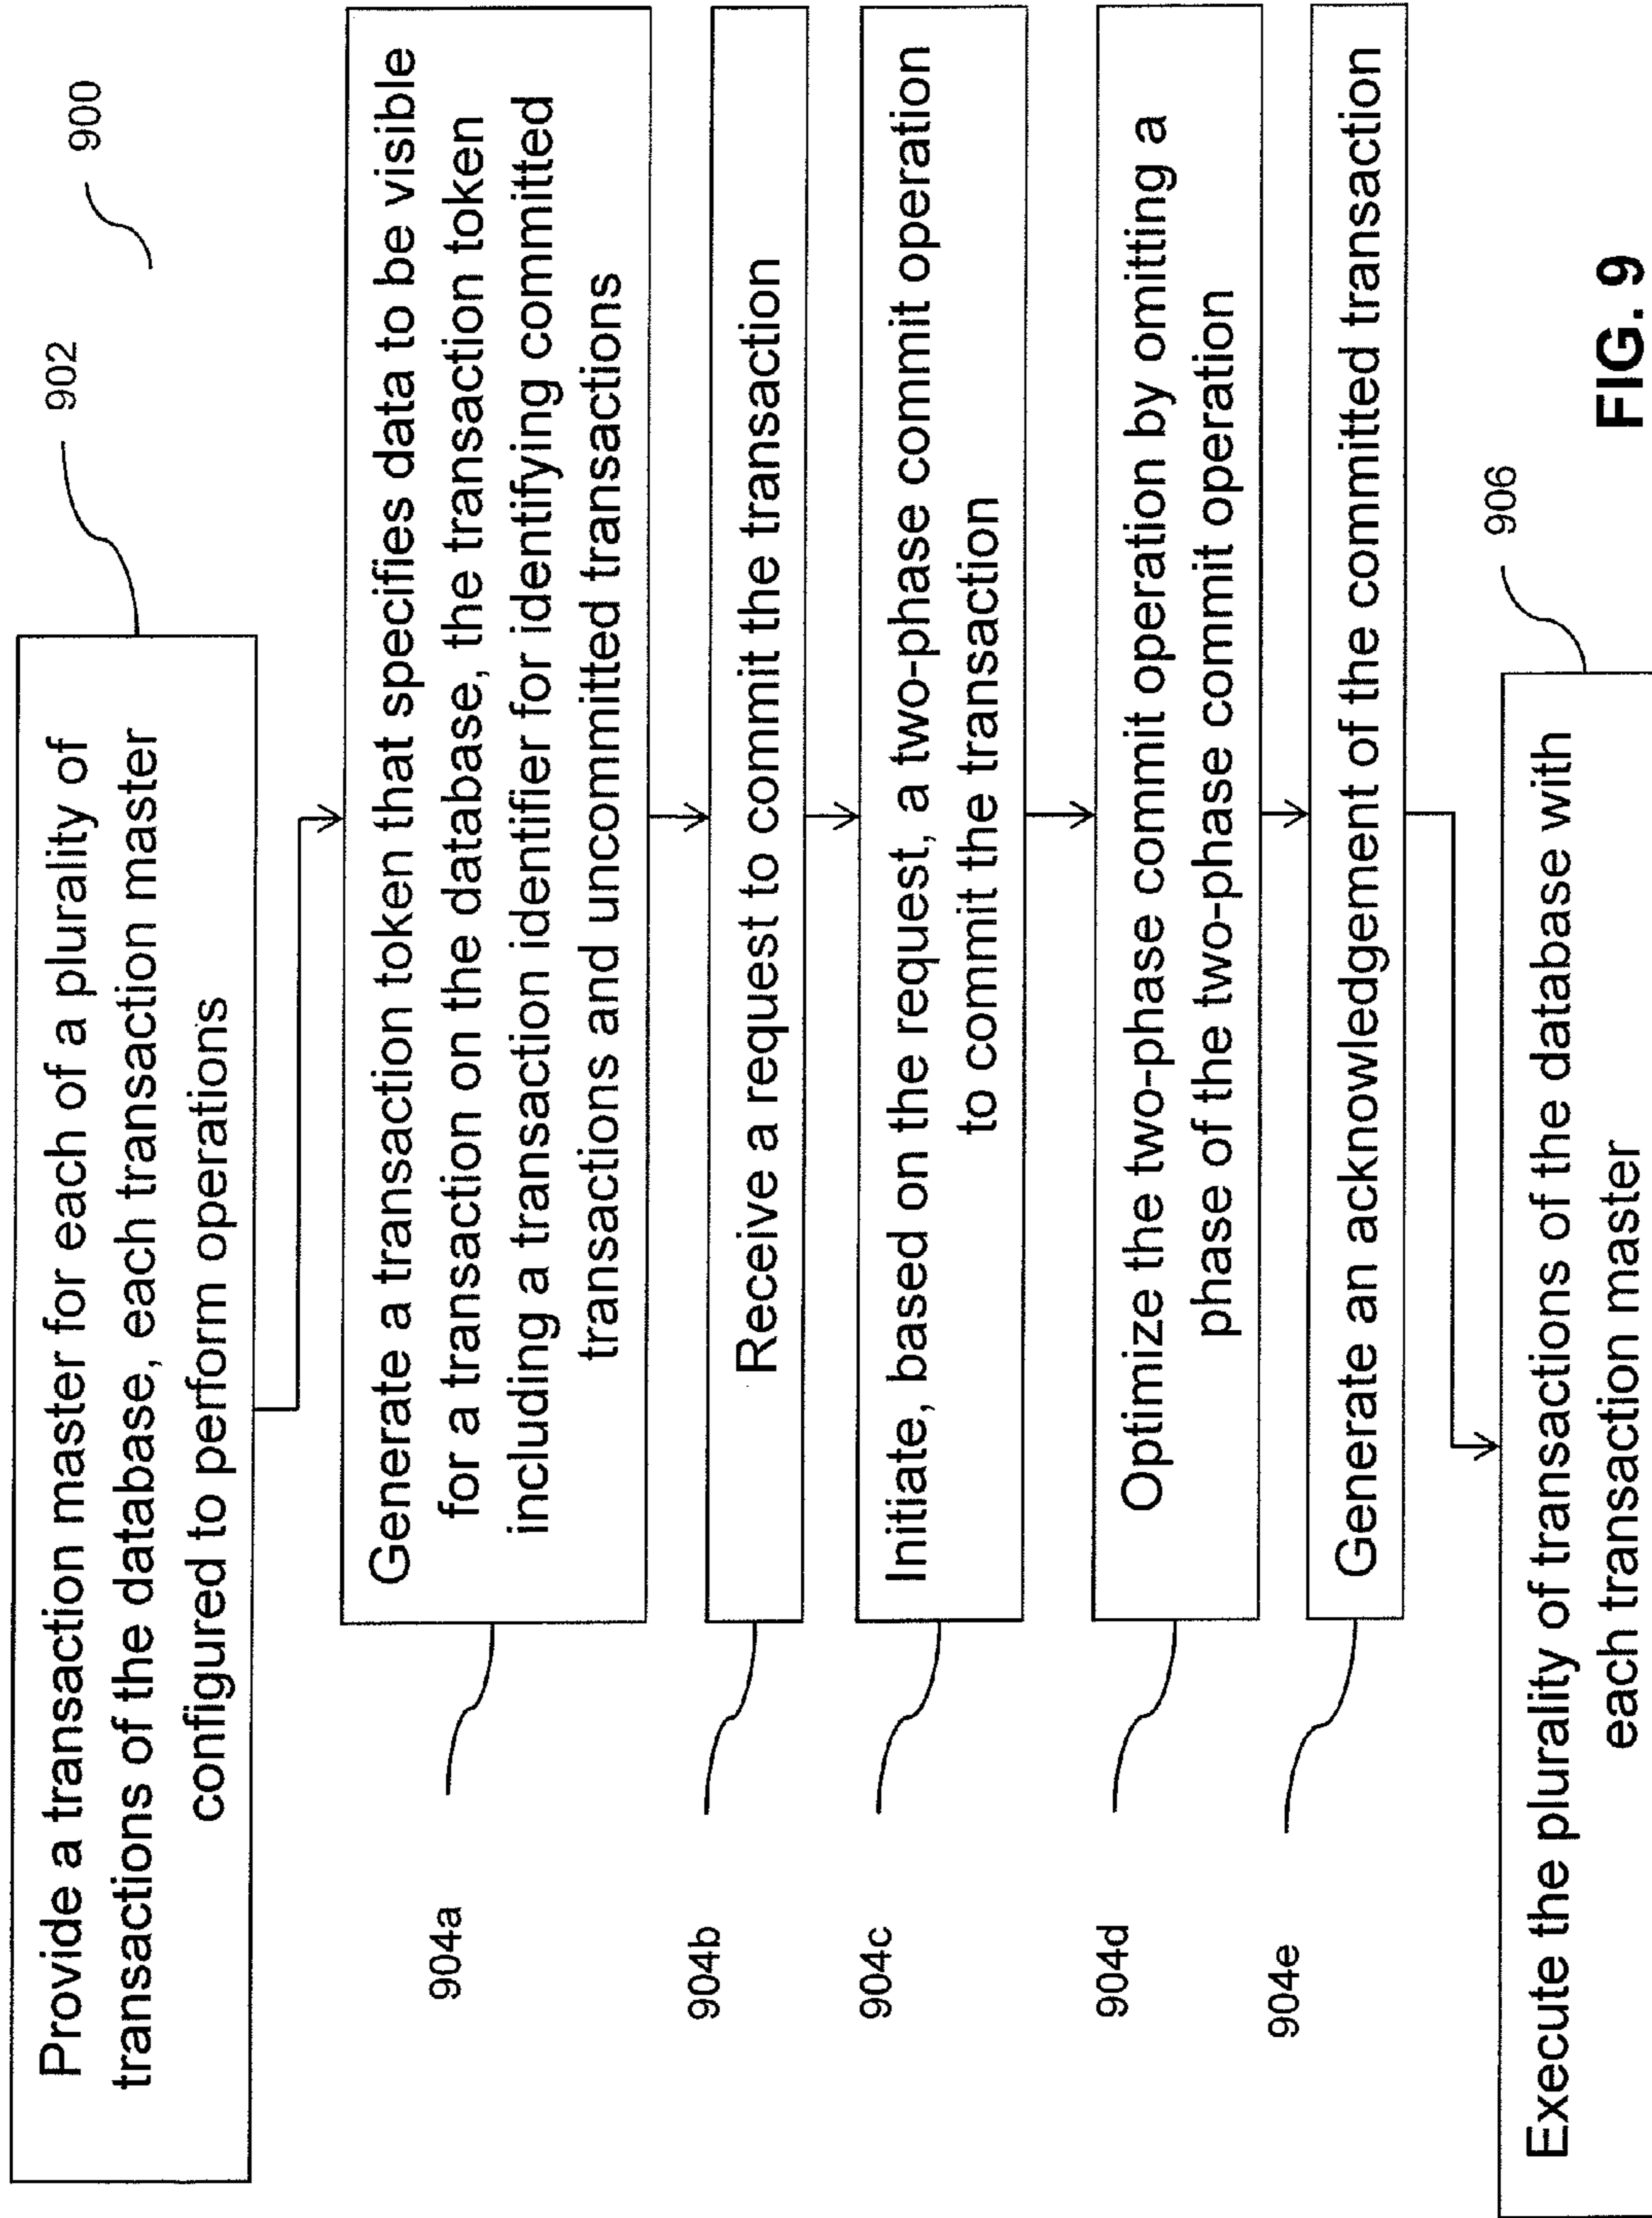 900
902
Provide a transaction master for each of a plurality of
transactions of the database, each transaction master
configured to perform operations
904a
Generate a transaction token that specifies data to be visible
for a transaction on the database, the transaction token
including a transaction identifier for identifying committed
transactions and uncommitted transactions
904b
Receive a request to commit the transaction
904c
Initiate, based on the request, a two-phase commit operation
to commit the transaction
904d
Optimize the two-phase commit operation by omitting a
phase of the two-phase commit operation
904e
Generate an acknowledgement of the committed transaction
906
Execute the plurality of transactions of the database with
each transaction master
FIG. 9